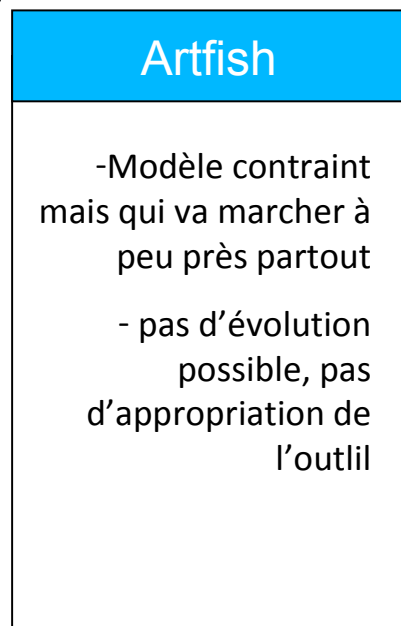 Artfish
-Modèle contraint
mais qui va marcher à
peu près partout
- pas d’évolution
possible, pas
d’appropriation de
l’outlil